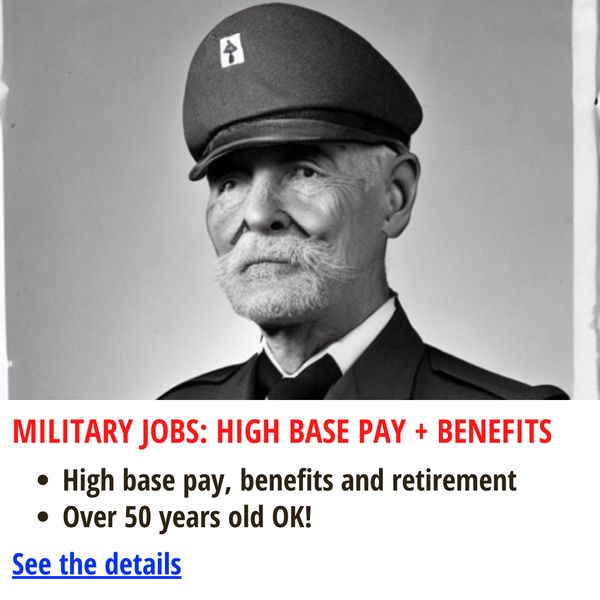 MILITARY JOBS: HIGH BASE PAY + BENEFITS
• High base pay, benefits and retirement
• Over 50 years old OK!
See the details